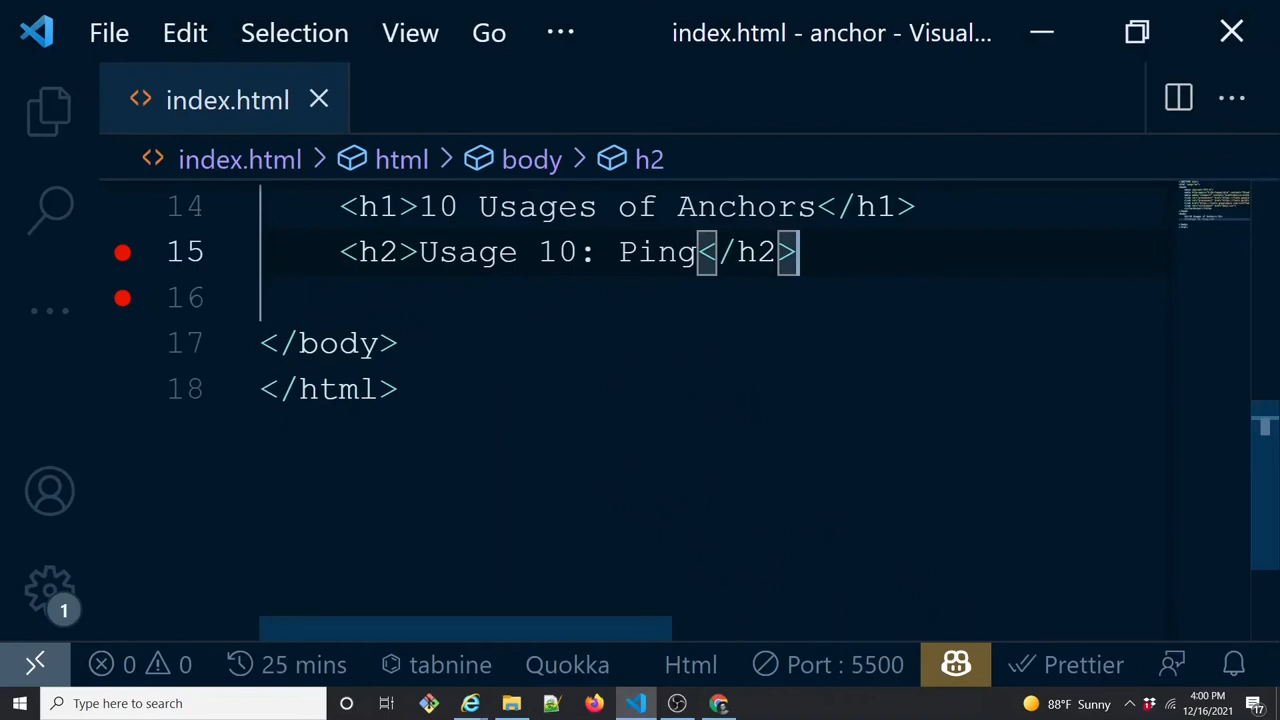 File Edit Selection View Go ··· index.html - anchor - Visual...
index.html
index.html > html > body > h2
14 <h1>10 Usages of Anchors</h1>
15 <h2>Usage 10: Ping</h2>
16
17 </body>
18 </html>
1
0 0 25 mins tabnine Quokka Html Port : 5500 Prettier
Type here to search
88°F Sunny
4:00 PM
12/16/2021
17